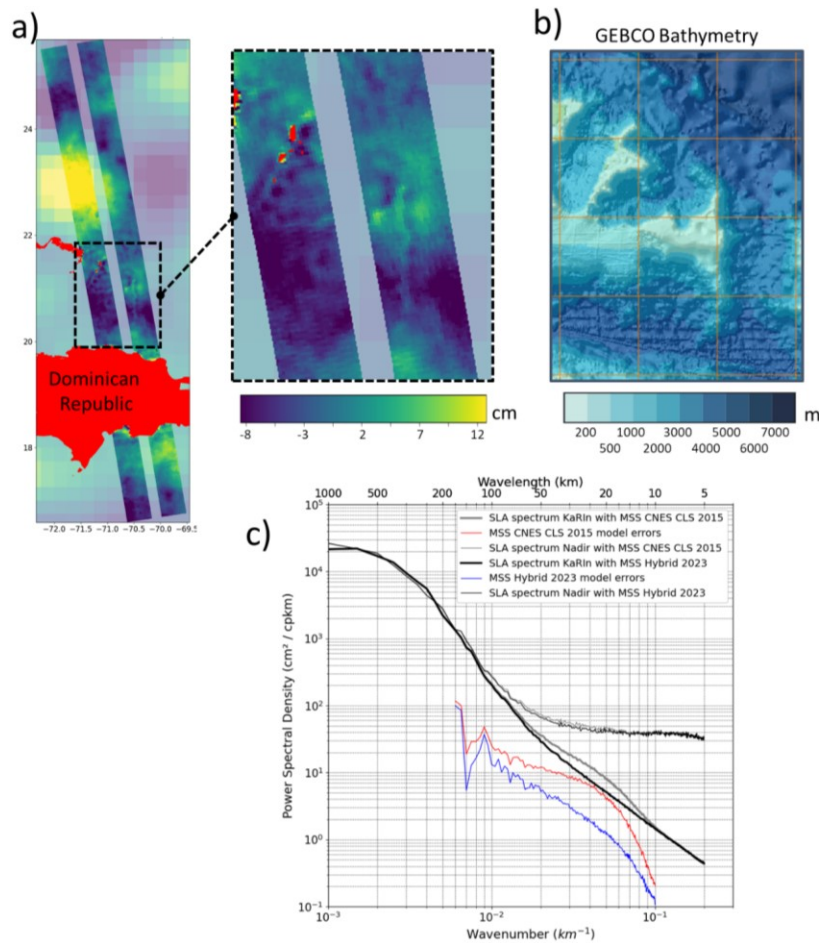 a)
24
22
20
18
−72.0 −71.5 −71.0 −70.5 −70.0 −69.5
Dominican
Republic
-8 -3 2 7 12 cm
b)
GEBCO Bathymetry
200 1000 3000 5000 7000 m
500 2000 4000 6000
c)
Wavelength (km)
1000 500 200 100 50 20 10 5
SLA spectrum KaRIn with MSS CNES CLS 2015
MSS CNES CLS 2015 model errors
SLA spectrum Nadir with MSS CNES CLS 2015
SLA spectrum KaRIn with MSS Hybrid 2023
MSS Hybrid 2023 model errors
SLA spectrum Nadir with MSS Hybrid 2023
Power Spectral Density (cm² / cpkm)
10⁵
10⁴
10³
10²
10¹
10⁰
10⁻¹
10⁻³ 10⁻² 10⁻¹
Wavenumber (km⁻¹)